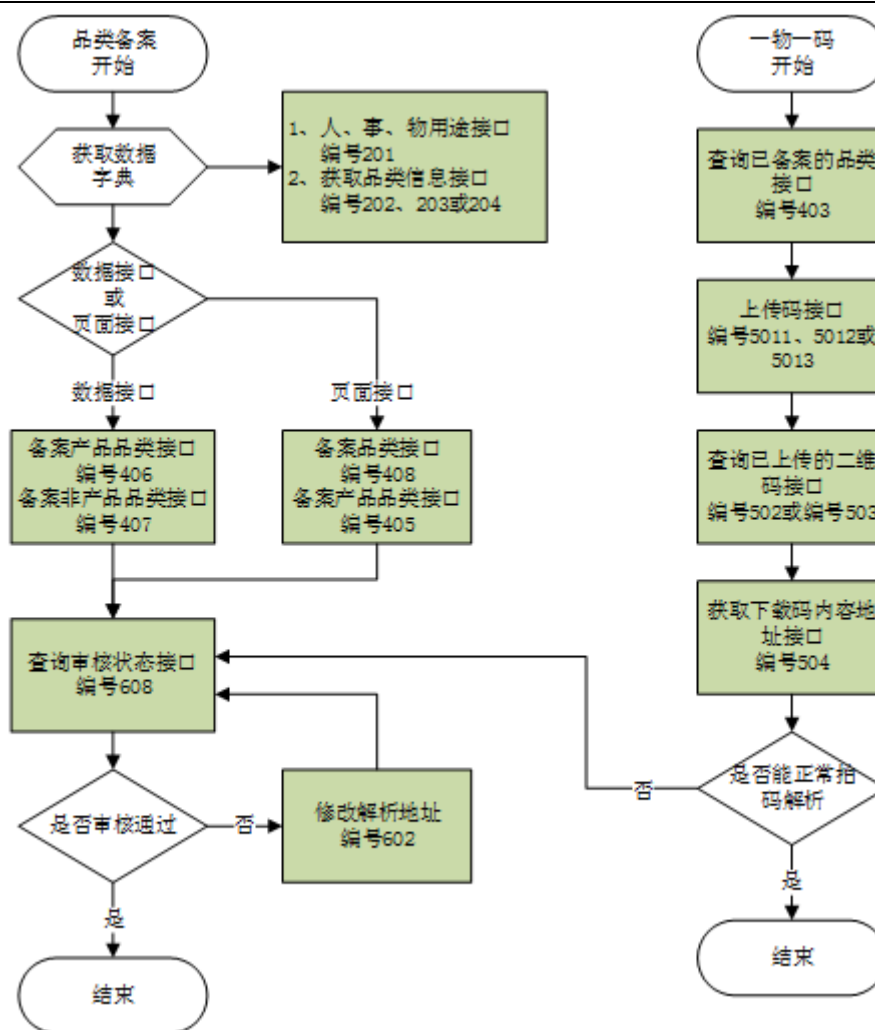 品类备案
开始
获取数据
字典
1、人、事、物用途接口
编号201
2、获取品类信息接口
编号202、203或204
数据接口
或
页面接口
数据接口
页面接口
备案产品品类接口
编号406
备案非产品品类接口
编号407
备案品类接口
编号408
备案产品品类接口
编号405
查询审核状态接口
编号608
是否审核通过
否
修改解析地址
编号602
是
结束
一物一码
开始
查询已备案的品类
接口
编号403
上传码接口
编号5011、5012或
5013
查询已上传的二维
码接口
编号502或编号503
获取下载码内容地
址接口
编号504
是否能正常拍
码解析
否
是
结束